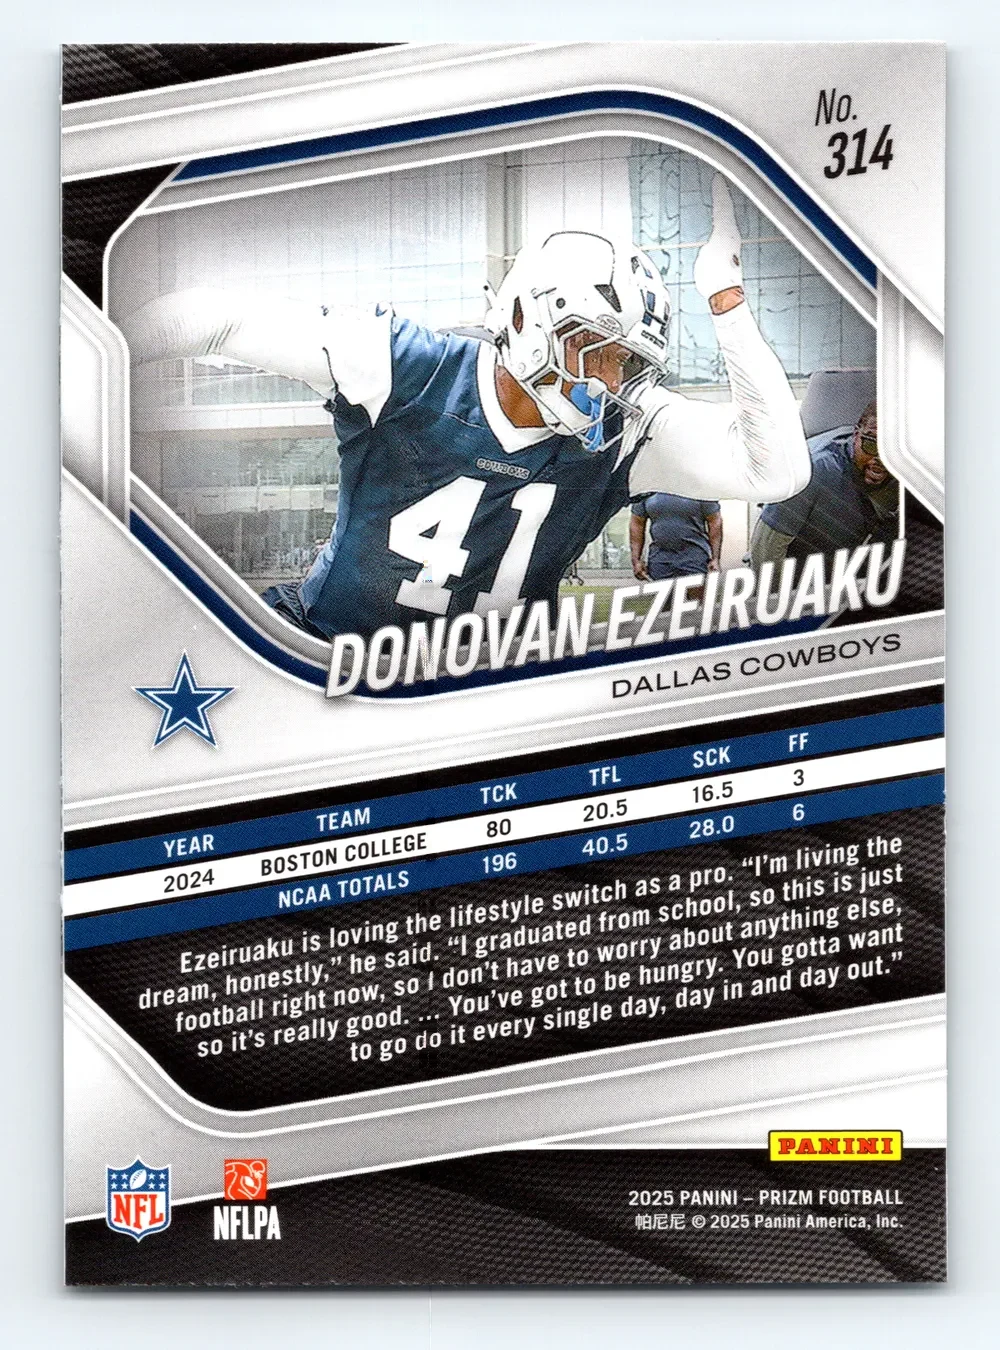 No.
314
COWBOYS
41
DONOVAN EZEIRUAKU
DALLAS COWBOYS
YEAR TEAM TCK TFL SCK FF
2024 BOSTON COLLEGE 80 20.5 16.5 3
NCAA TOTALS 196 40.5 28.0 6
Ezeiruaku is loving the lifestyle switch as a pro. “I’m living the
dream, honestly,” he said. “I graduated from school, so this is just
football right now, so I don’t have to worry about anything else,
so it’s really good. ... You’ve got to be hungry. You gotta want
to go do it every single day, day in and day out.”
PANINI
NFL
NFLPA
2025 PANINI – PRIZM FOOTBALL
帕尼尼 © 2025 Panini America, Inc.